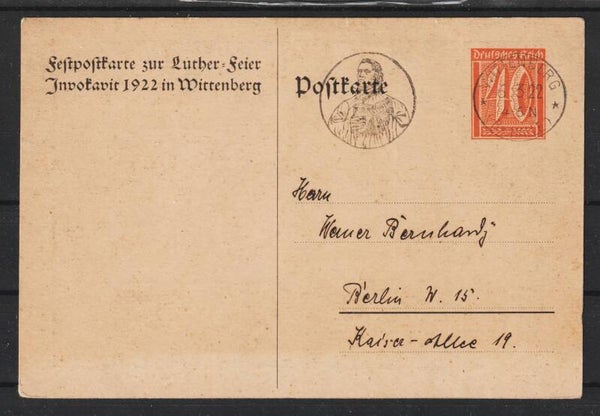 Festpostkarte zur Luther-Feier
Invokavit 1922 in Wittenberg
Postkarte
Deutsches Reich
40
Herrn
Werner Bernhardj
Berlin W. 15.
Kaiser-Allee 19.